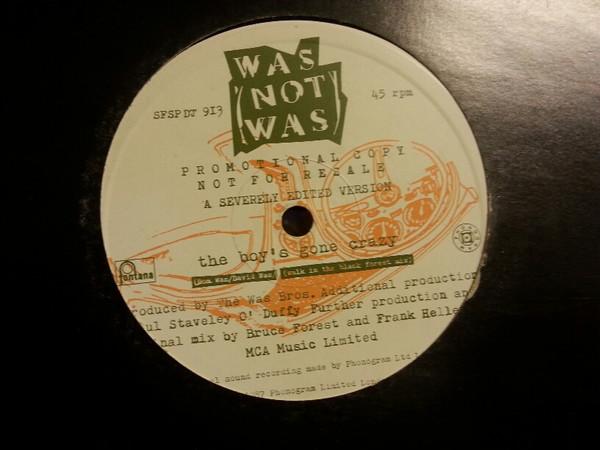 WAS
(NOT)
WAS
SFSPDJ 913
45 rpm
PROMOTIONAL COPY
NOT FOR RESALE
A SEVERELY EDITED VERSION
the boy's gone crazy
(Don Was/David Was) (walk in the black forest mix)
fontana
roduced by The Was Bros. Additional production
ul Staveley O' Duffy Further production an
nal mix by Bruce Forest and Frank Helle
MCA Music Limited
l sound recording made by Phonogram Ltd
87 Phonogram Limited Lon